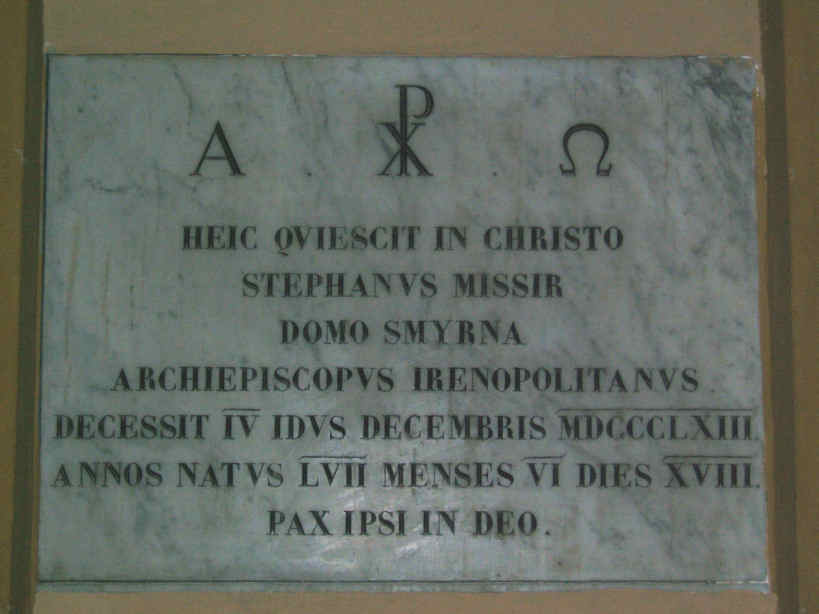 Α ☧ Ω
HEIC QVIESCIT IN CHRISTO
STEPHANVS MISSIR
DOMO SMYRNA
ARCHIEPISCOPVS IRENOPOLITANVS
DECESSIT IV IDVS DECEMBRIS MDCCCLXIII.
ANNOS NATVS LVII MENSES VI DIES XVIII.
PAX IPSI IN DEO.